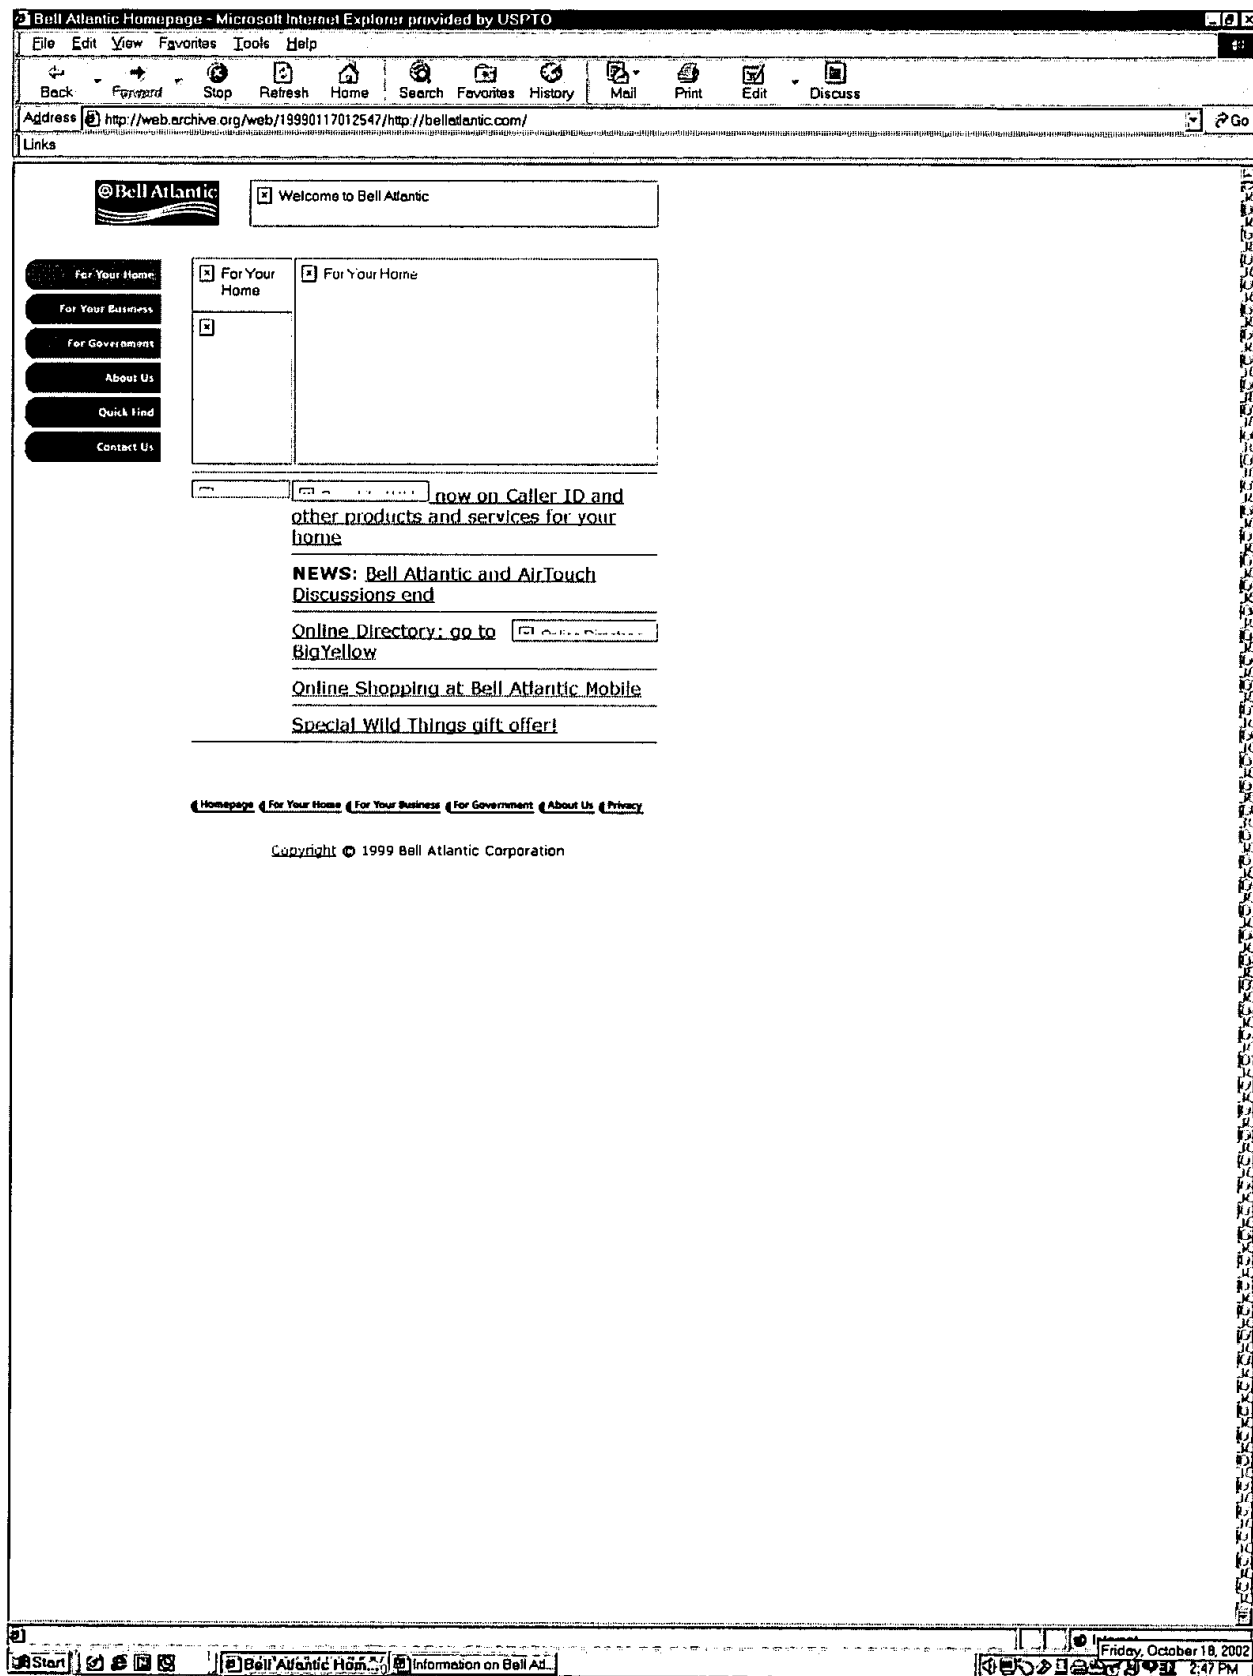 Bell Atlantic Homepage - Microsoft Internet Explorer provided by USPTO
File Edit View Favorites Tools Help
Back Forward Stop Refresh Home Search Favorites History Mail Print Edit Discuss
Address http://web.archive.org/web/19990117012547/http://bellatlantic.com/ Go
Links
@Bell Atlantic
Welcome to Bell Atlantic
For Your Home
For Your Business
For Government
About Us
Quick Find
Contact Us
For Your
Home
For Your Home
now on Caller ID and
other products and services for your
home
NEWS: Bell Atlantic and AirTouch
Discussions end
Online Directory: go to
BigYellow
Online Directory
Online Shopping at Bell Atlantic Mobile
Special Wild Things gift offer!
Homepage For Your Home For Your Business For Government About Us Privacy
Copyright © 1999 Bell Atlantic Corporation
Friday, October 18, 2002
Start Bell Atlantic Hom... Information on Bell Atl... 2:47 PM